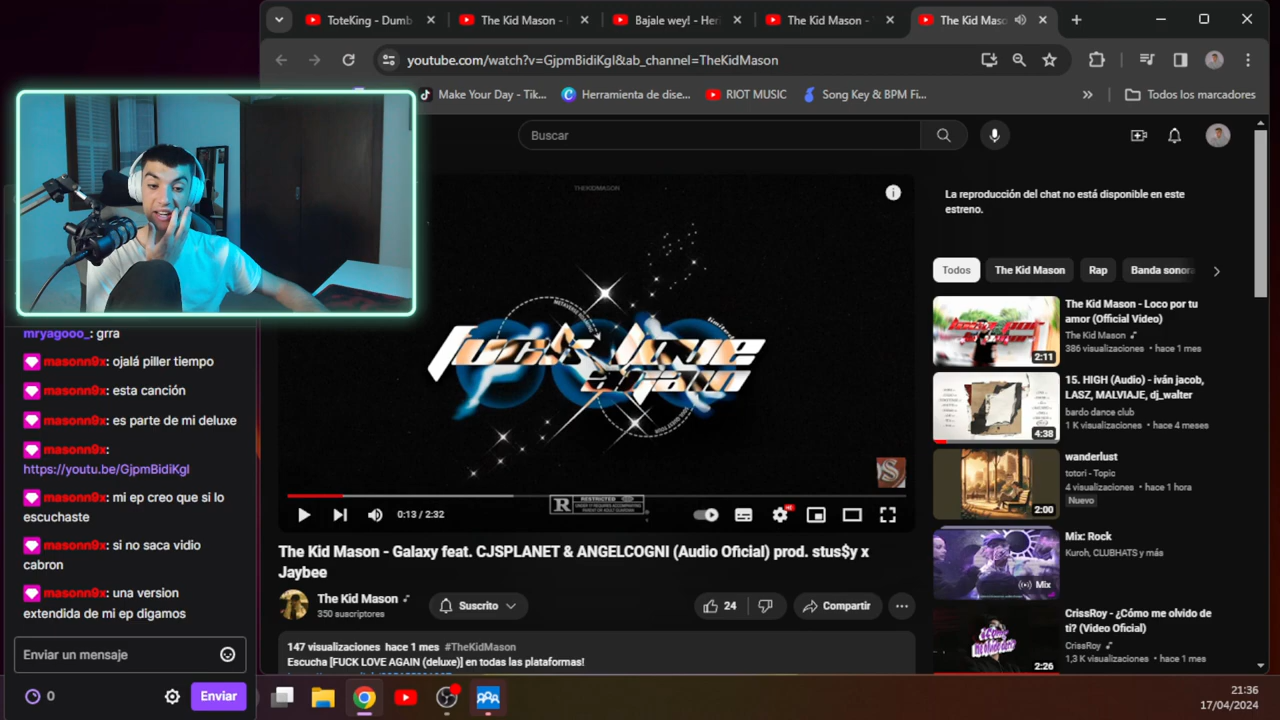 ToteKing - Dumb
The Kid Mason -
Bajale wey! - Her
The Kid Mason -
The Kid Maso
youtube.com/watch?v=GjpmBidiKgI&ab_channel=TheKidMason
Make Your Day - Tik...
Herramienta de dise...
RIOT MUSIC
Song Key & BPM Fi...
Todos los marcadores
Buscar
THEKIDMASON
fuck love
again
RESTRICTED
R
0:13 / 2:32
The Kid Mason - Galaxy feat. CJSPLANET & ANGELCOGNI (Audio Oficial) prod. stus$y x
Jaybee
The Kid Mason
350 suscriptores
Suscrito
24
Compartir
147 visualizaciones hace 1 mes #TheKidMason
Escucha [FUCK LOVE AGAIN (deluxe)] en todas las plataformas!
La reproducción del chat no está disponible en este
estreno.
Todos
The Kid Mason
Rap
Banda sonora
The Kid Mason - Loco por tu
amor (Official Video)
The Kid Mason
386 visualizaciones • hace 1 mes
2:11
15. HIGH (Audio) - iván jacob,
LASZ, MALVIAJE, dj_walter
bardo dance club
1 K visualizaciones • hace 4 meses
4:38
wanderlust
totori - Topic
4 visualizaciones • hace 1 hora
Nuevo
2:00
Mix: Rock
Kuroh, CLUBHATS y más
Mix
CrissRoy - ¿Cómo me olvido de
ti? (Video Oficial)
CrissRoy
1,3 K visualizaciones • hace 1 mes
2:26
mryagooo_: grra
masonn9x: ojalá piller tiempo
masonn9x: esta canción
masonn9x: es parte de mi deluxe
masonn9x:
https://youtu.be/GjpmBidiKgI
masonn9x: mi ep creo que si lo
escuchaste
masonn9x: si no saca vidio
cabron
masonn9x: una version
extendida de mi ep digamos
Enviar un mensaje
0
Enviar
21:36
17/04/2024